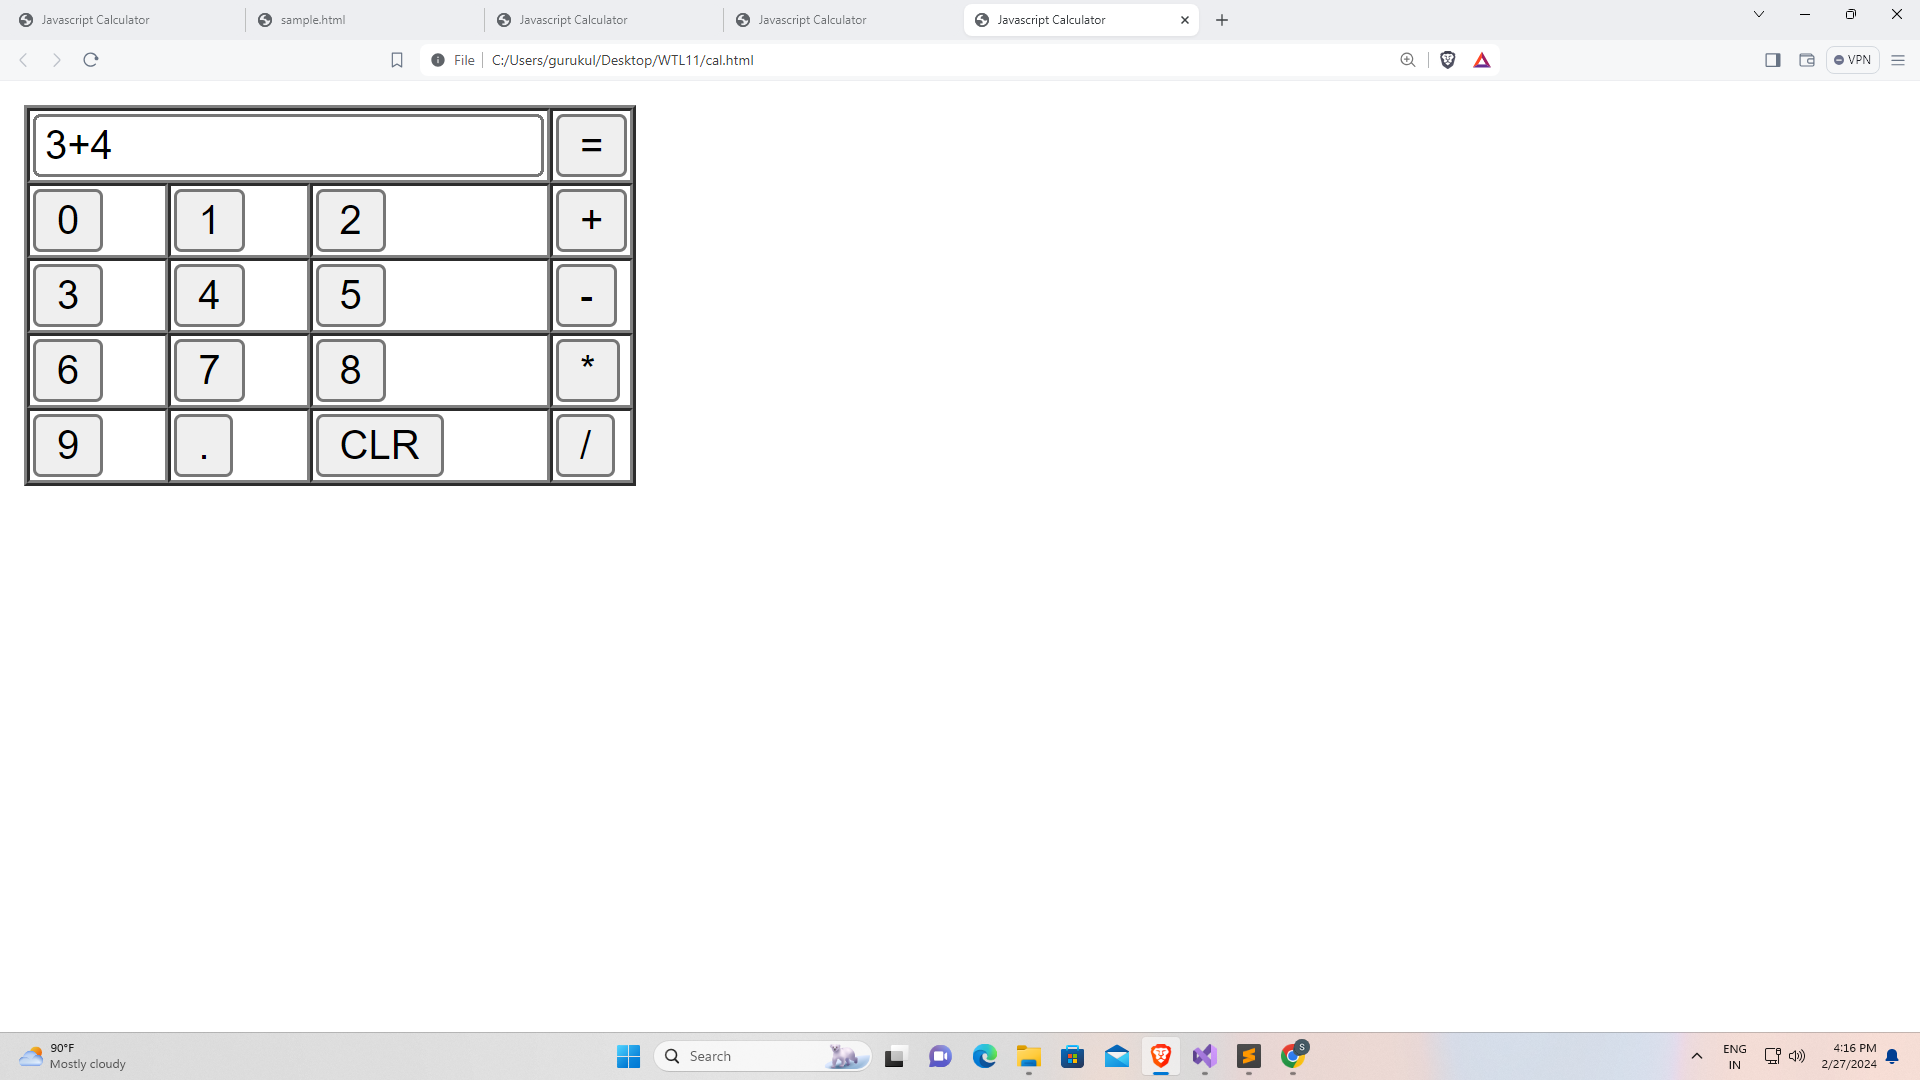 Javascript Calculator
sample.html
Javascript Calculator
Javascript Calculator
Javascript Calculator
File
C:/Users/gurukul/Desktop/WTL11/cal.html
VPN
3+4 =
0 1 2 +
3 4 5 -
6 7 8 *
9 . CLR /
90°F
Mostly cloudy
Search
S
ENG
IN
4:16 PM
2/27/2024